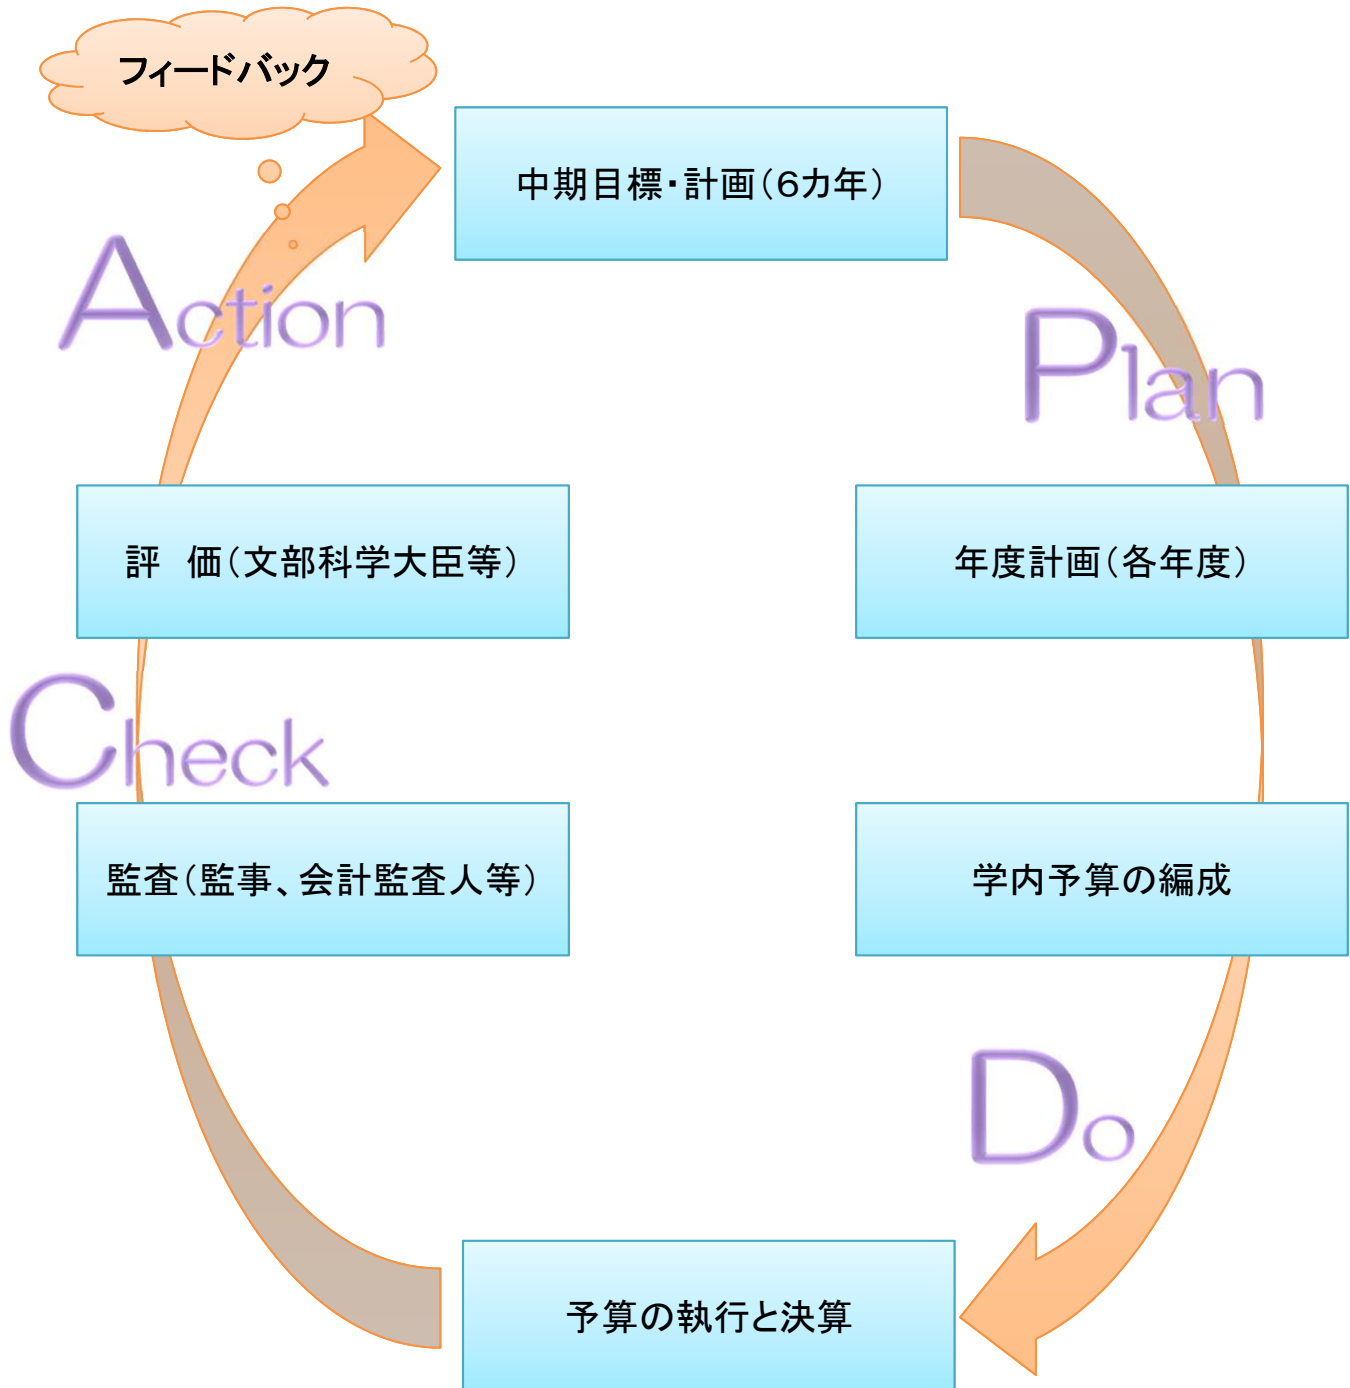 フィードバック
中期目標・計画（６カ年）
Action
Plan
評　価（文部科学大臣等）
年度計画（各年度）
Check
監査（監事、会計監査人等）
学内予算の編成
Do
予算の執行と決算